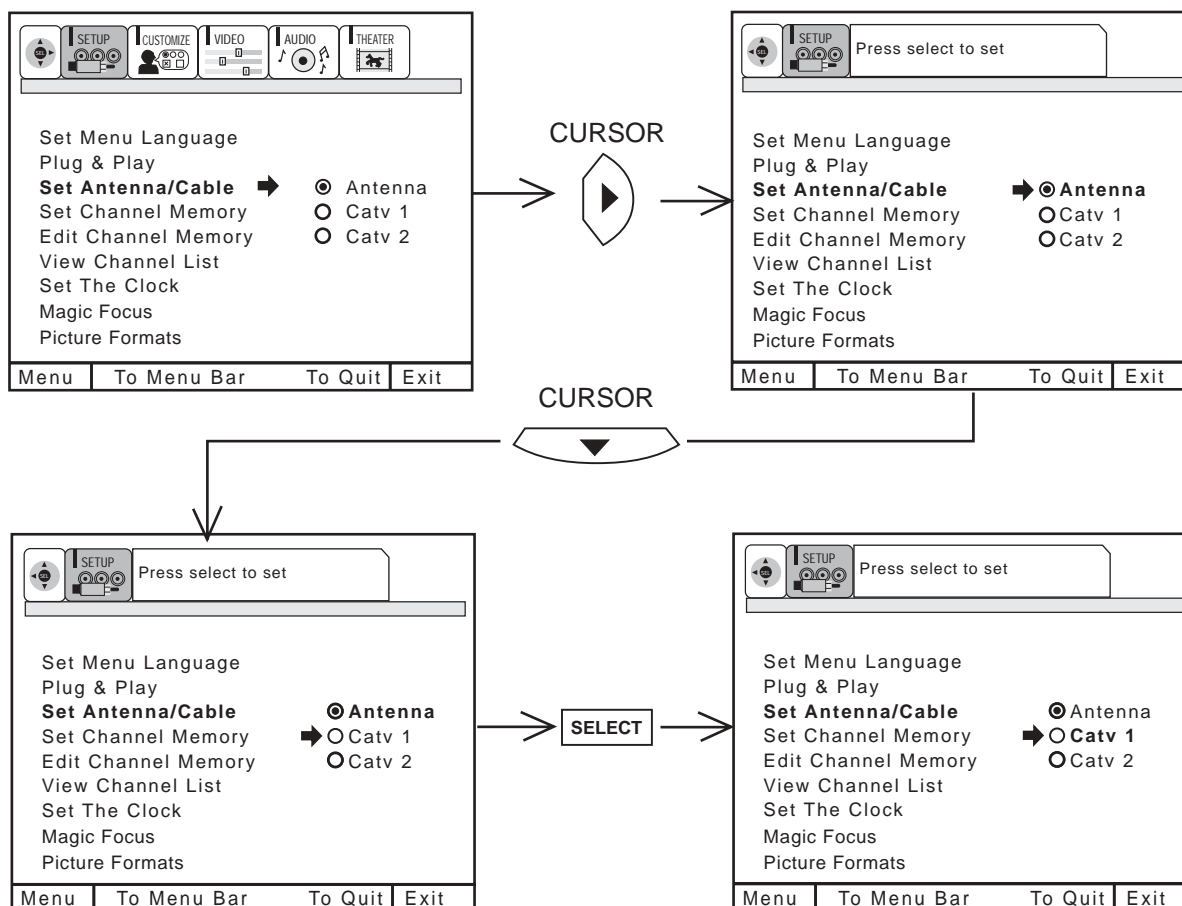 SEL SETUP CUSTOMIZE VIDEO AUDIO THEATER
Set Menu Language
Plug & Play
Set Antenna/Cable Antenna
Set Channel Memory Catv 1
Edit Channel Memory Catv 2
View Channel List
Set The Clock
Magic Focus
Picture Formats
Menu To Menu Bar To Quit Exit
CURSOR
SEL SETUP Press select to set
Set Menu Language
Plug & Play
Set Antenna/Cable Antenna
Set Channel Memory Catv 1
Edit Channel Memory Catv 2
View Channel List
Set The Clock
Magic Focus
Picture Formats
Menu To Menu Bar To Quit Exit
CURSOR
SEL SETUP Press select to set
Set Menu Language
Plug & Play
Set Antenna/Cable Antenna
Set Channel Memory Catv 1
Edit Channel Memory Catv 2
View Channel List
Set The Clock
Magic Focus
Picture Formats
Menu To Menu Bar To Quit Exit
SELECT
SEL SETUP Press select to set
Set Menu Language
Plug & Play
Set Antenna/Cable Antenna
Set Channel Memory Catv 1
Edit Channel Memory Catv 2
View Channel List
Set The Clock
Magic Focus
Picture Formats
Menu To Menu Bar To Quit Exit